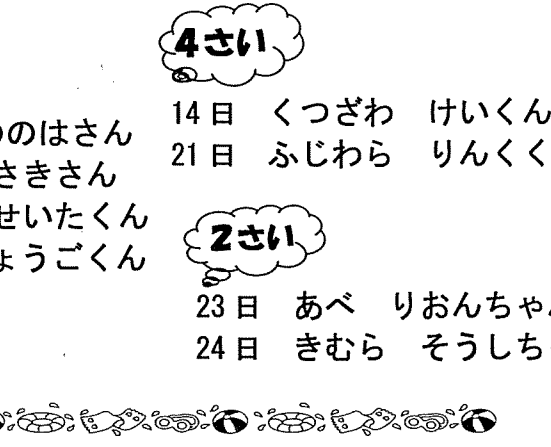 のはさん
さきさん
せいたくん
ょうごくん
4さい
14日　くつざわ　けいくん
21日　ふじわら　りんくく
2さい
23日　あべ　りおんちゃ
24日　きむら　そうしち